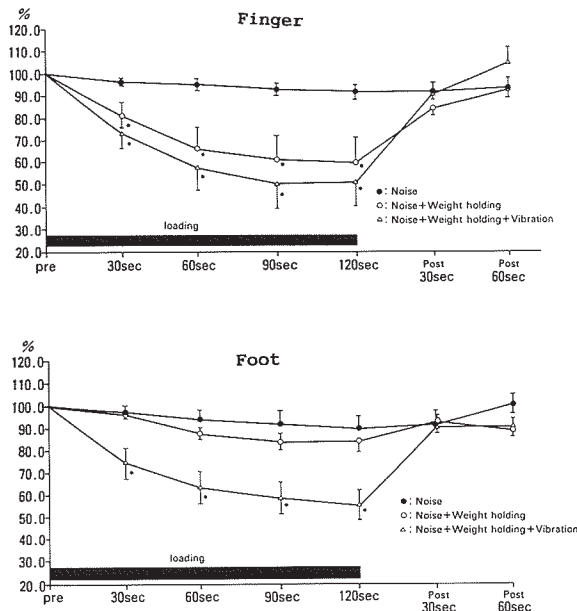 %
Finger
120.0
110.0
100.0
90.0
80.0
70.0
60.0
50.0
40.0
30.0
20.0
●: Noise
○: Noise+Weight holding
△: Noise+Weight holding+Vibration
loading
pre 30sec 60sec 90sec 120sec Post 30sec Post 60sec
%
Foot
120.0
110.0
100.0
90.0
80.0
70.0
60.0
50.0
40.0
30.0
20.0
●: Noise
○: Noise+Weight holding
△: Noise+Weight holding+Vibration
loading
pre 30sec 60sec 90sec 120sec Post 30sec Post 60sec